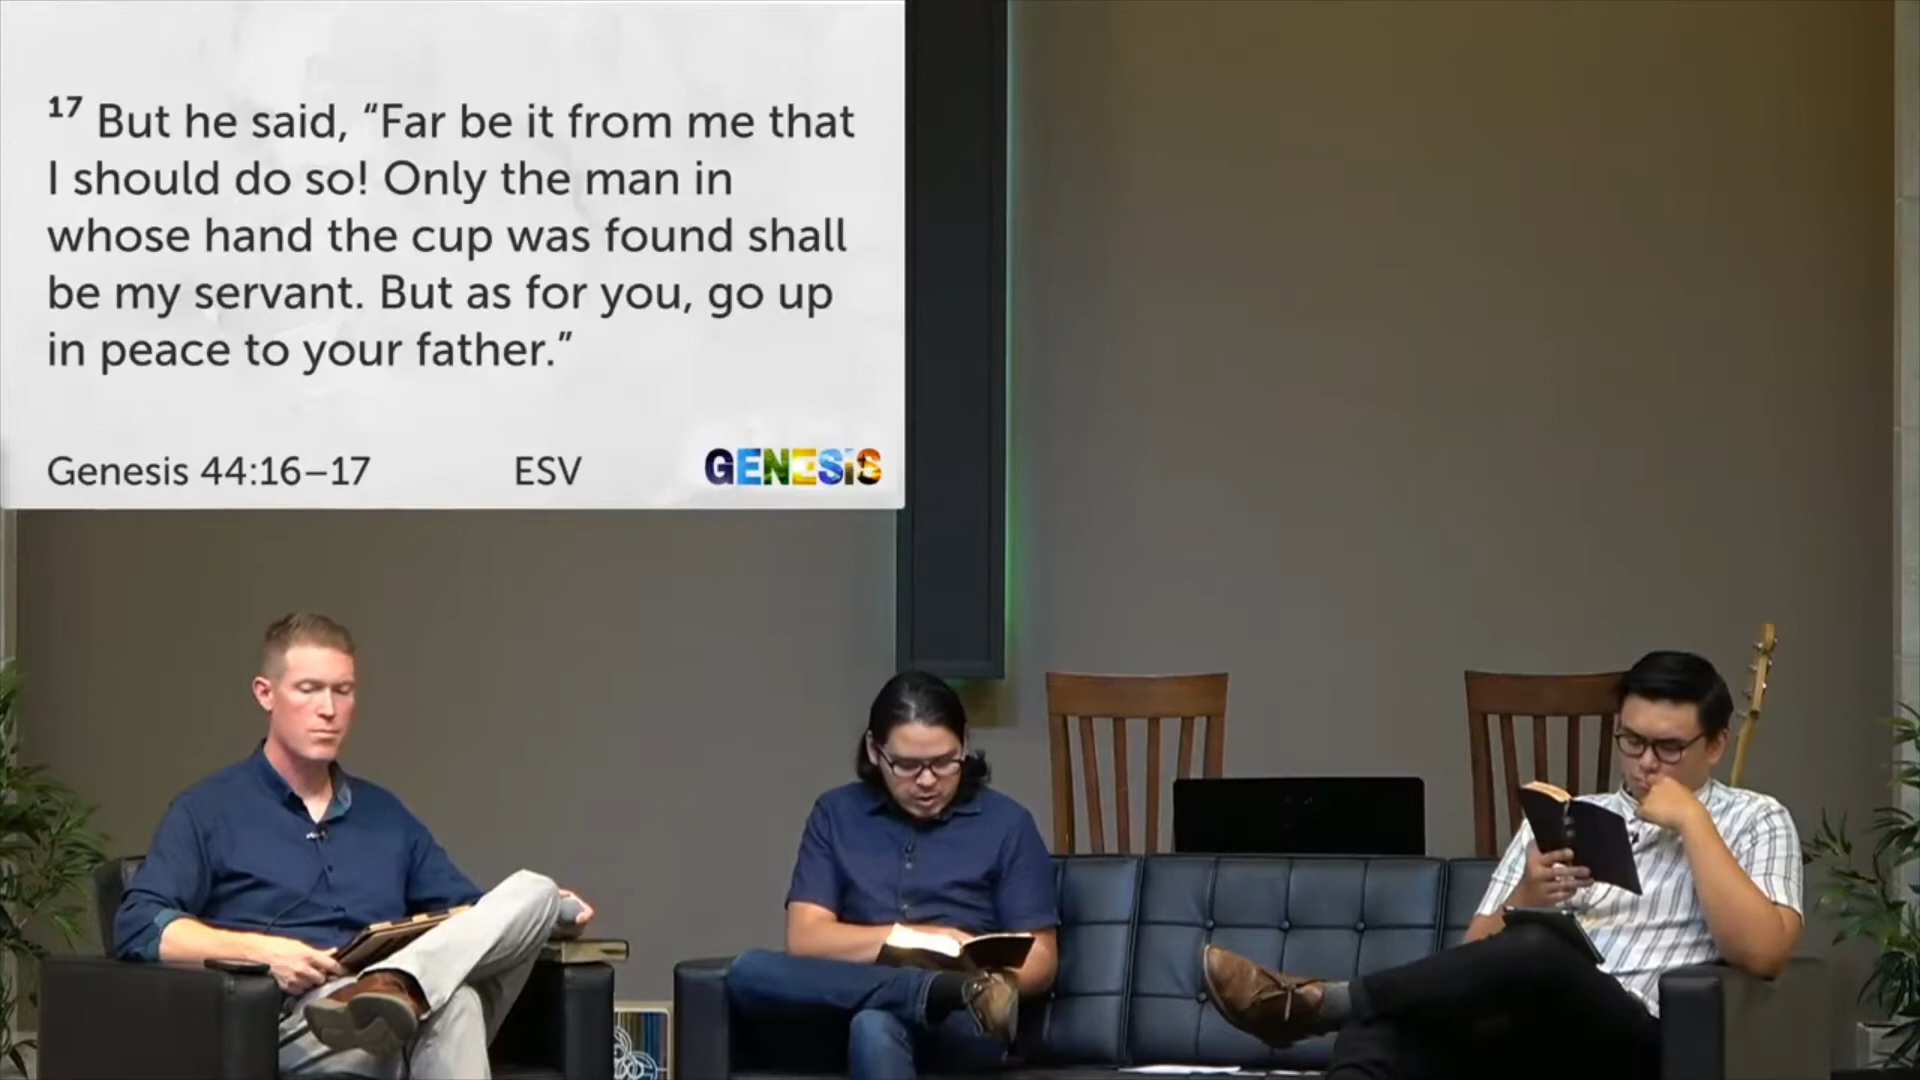 17 But he said, “Far be it from me that
I should do so! Only the man in
whose hand the cup was found shall
be my servant. But as for you, go up
in peace to your father.”
Genesis 44:16–17 ESV GENESiS